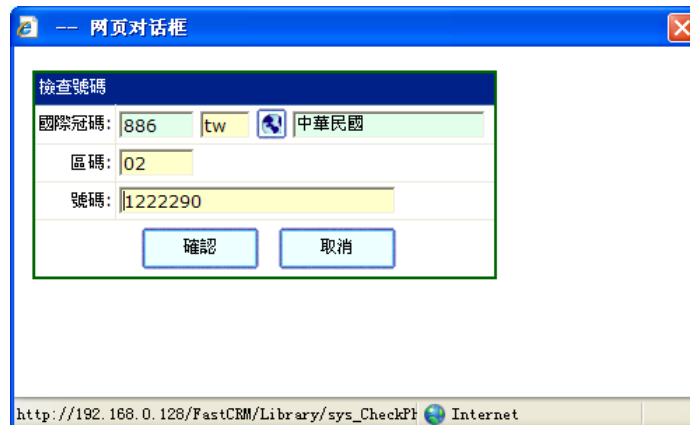 -- 网页对话框
檢查號碼
國際冠碼: 886 tw 中華民國
區碼: 02
號碼: 1222290
確認 取消
http://192.168.0.128/FastCRM/Library/sys_CheckPh Internet